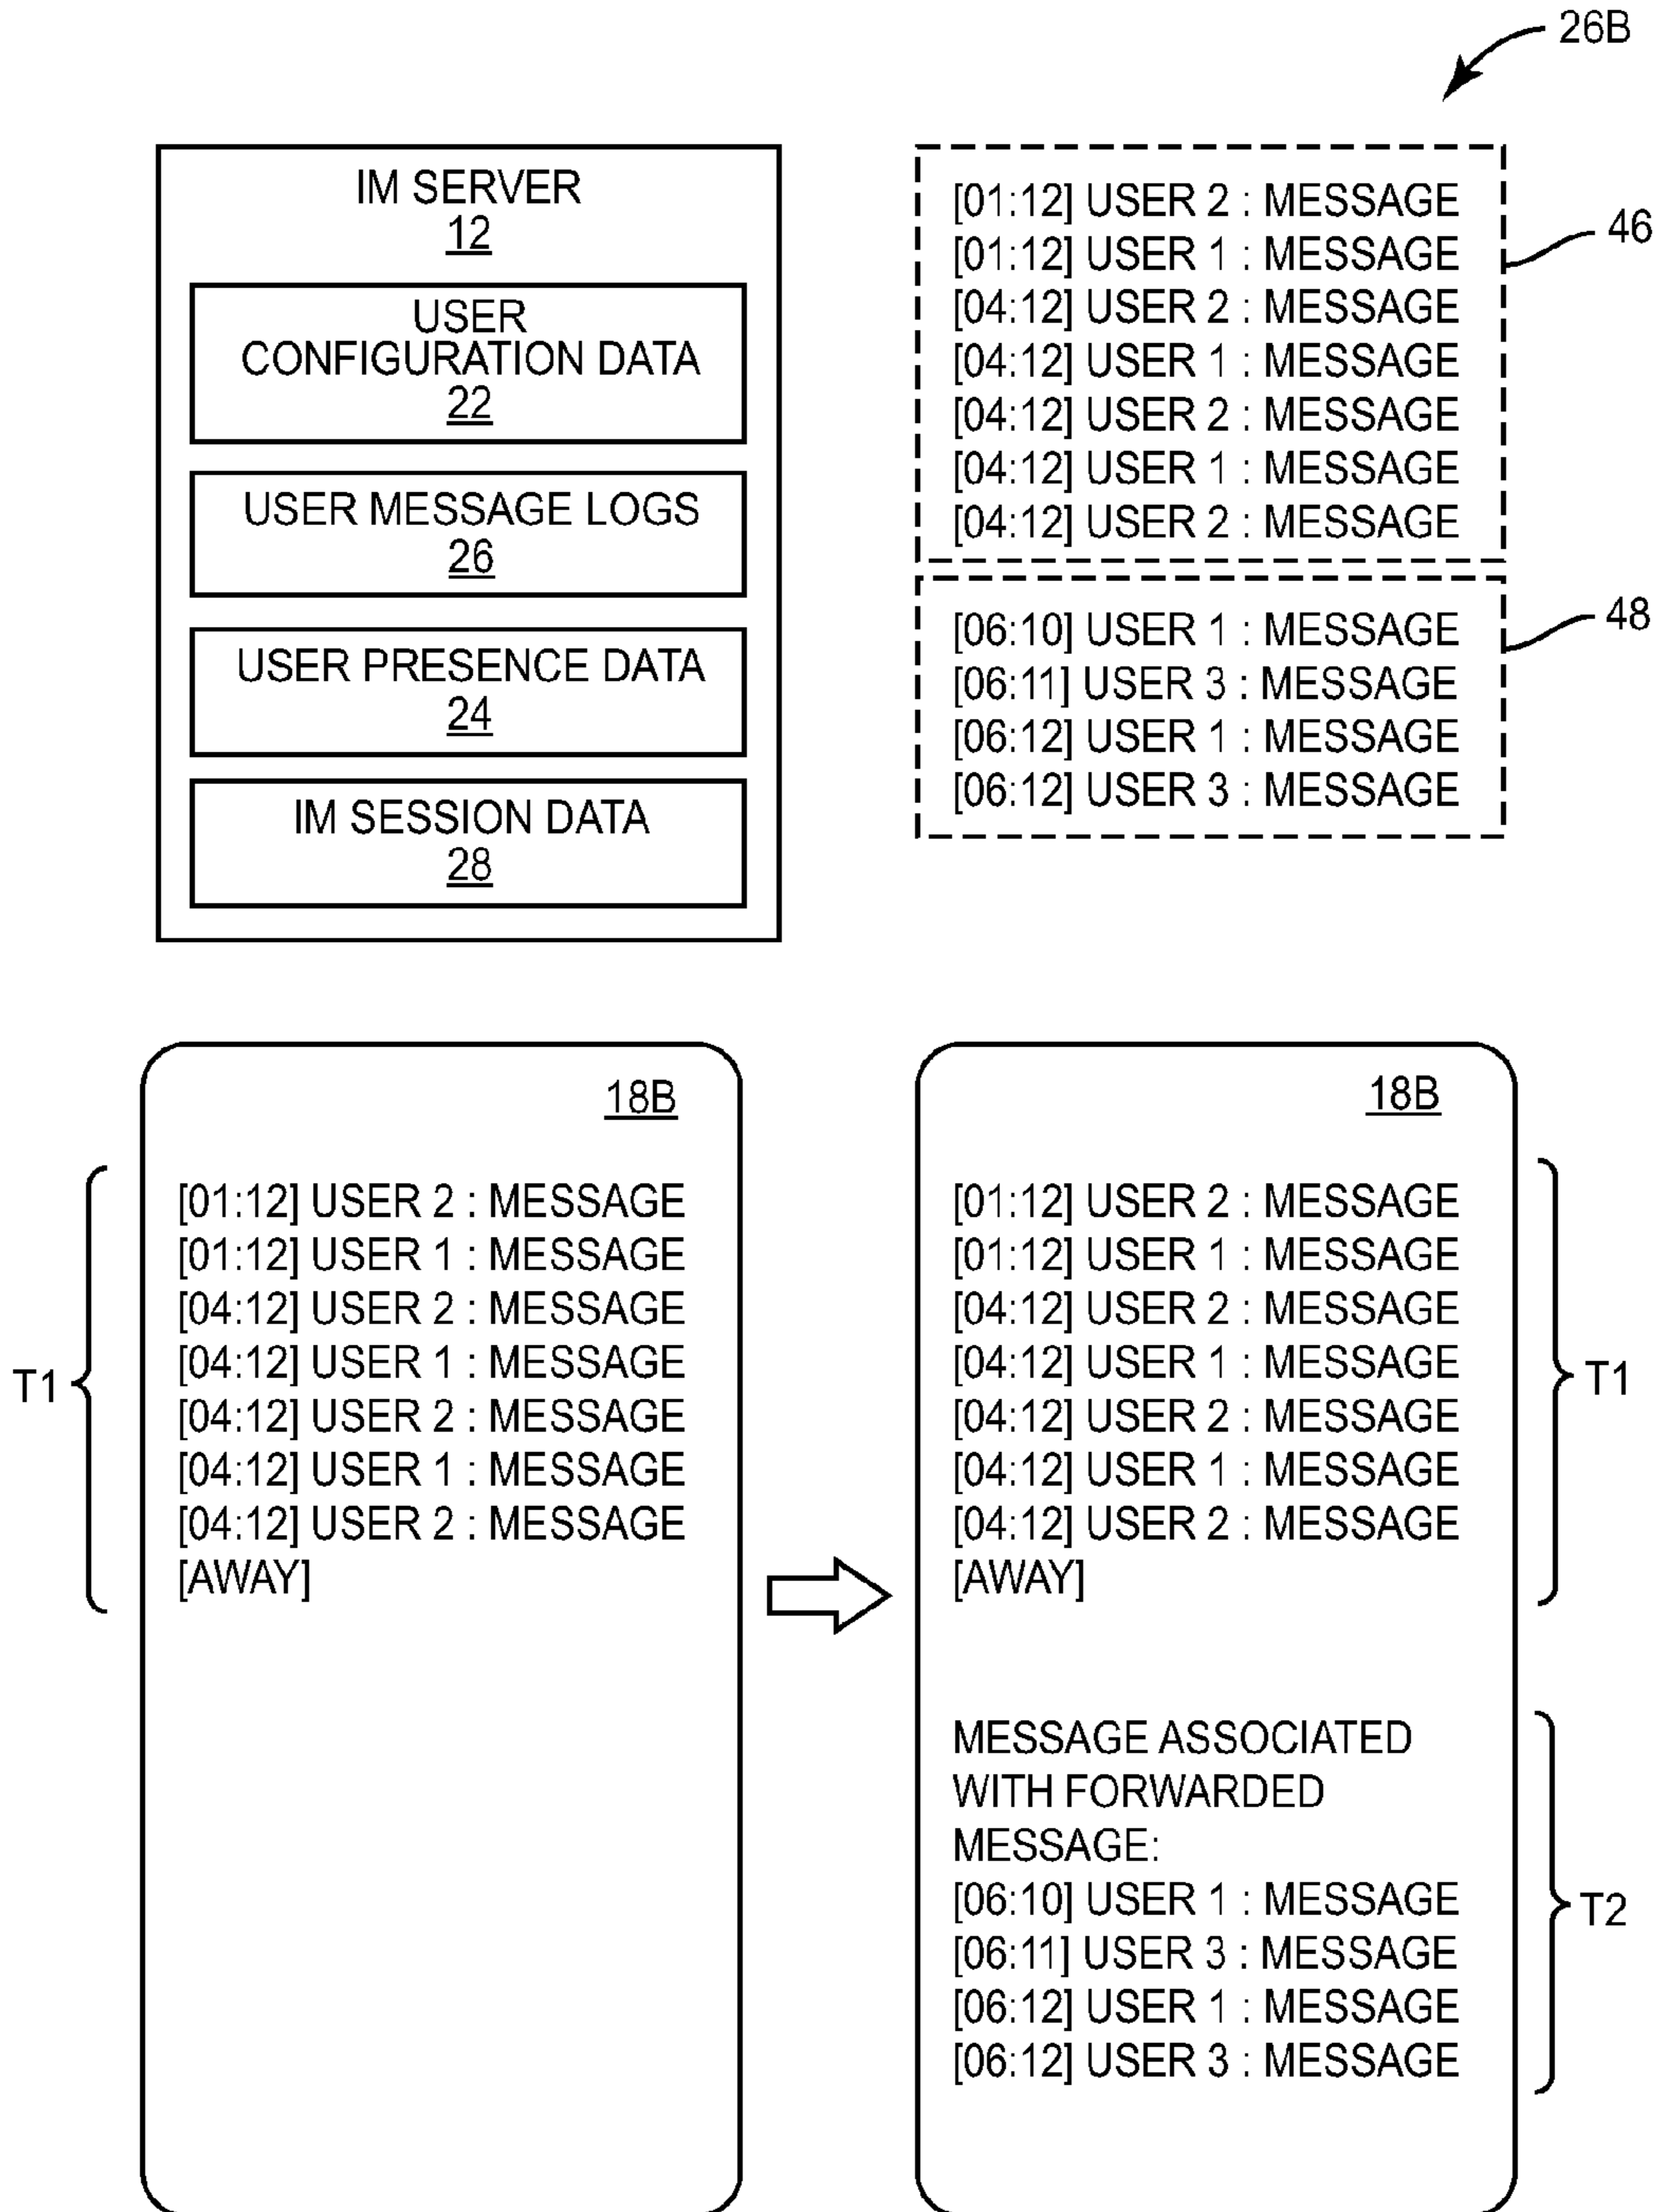 26B
IM SERVER
12
USER
CONFIGURATION DATA
22
USER MESSAGE LOGS
26
USER PRESENCE DATA
24
IM SESSION DATA
28
[01:12] USER 2 : MESSAGE
[01:12] USER 1 : MESSAGE
[04:12] USER 2 : MESSAGE
[04:12] USER 1 : MESSAGE
[04:12] USER 2 : MESSAGE
[04:12] USER 1 : MESSAGE
[04:12] USER 2 : MESSAGE
46
[06:10] USER 1 : MESSAGE
[06:11] USER 3 : MESSAGE
[06:12] USER 1 : MESSAGE
[06:12] USER 3 : MESSAGE
48
18B
T1
[01:12] USER 2 : MESSAGE
[01:12] USER 1 : MESSAGE
[04:12] USER 2 : MESSAGE
[04:12] USER 1 : MESSAGE
[04:12] USER 2 : MESSAGE
[04:12] USER 1 : MESSAGE
[04:12] USER 2 : MESSAGE
[AWAY]
18B
[01:12] USER 2 : MESSAGE
[01:12] USER 1 : MESSAGE
[04:12] USER 2 : MESSAGE
[04:12] USER 1 : MESSAGE
[04:12] USER 2 : MESSAGE
[04:12] USER 1 : MESSAGE
[04:12] USER 2 : MESSAGE
[AWAY]
T1
MESSAGE ASSOCIATED
WITH FORWARDED
MESSAGE:
[06:10] USER 1 : MESSAGE
[06:11] USER 3 : MESSAGE
[06:12] USER 1 : MESSAGE
[06:12] USER 3 : MESSAGE
T2